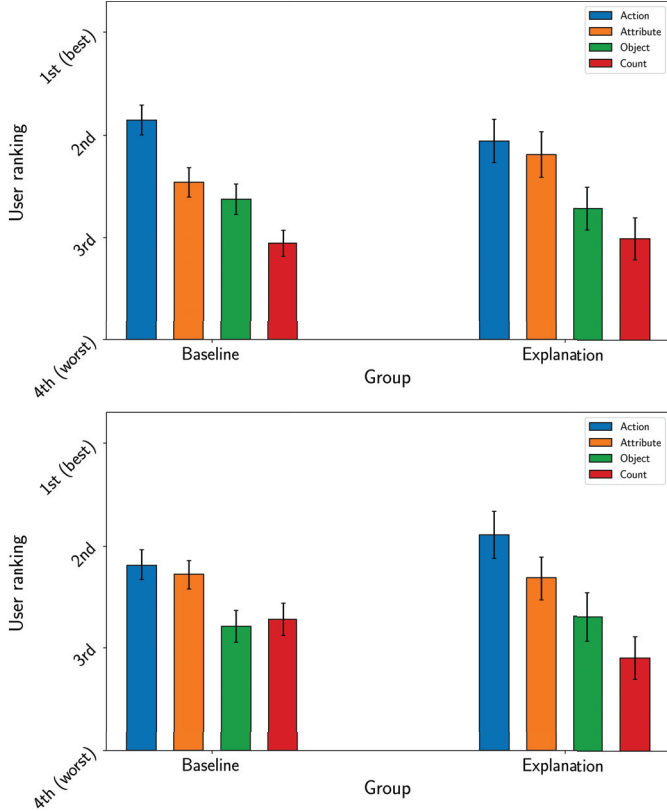 Action
Attribute
Object
Count
1st (best)
2nd
3rd
4th (worst)
User ranking
Baseline
Explanation
Group
Action
Attribute
Object
Count
1st (best)
2nd
3rd
4th (worst)
User ranking
Baseline
Explanation
Group